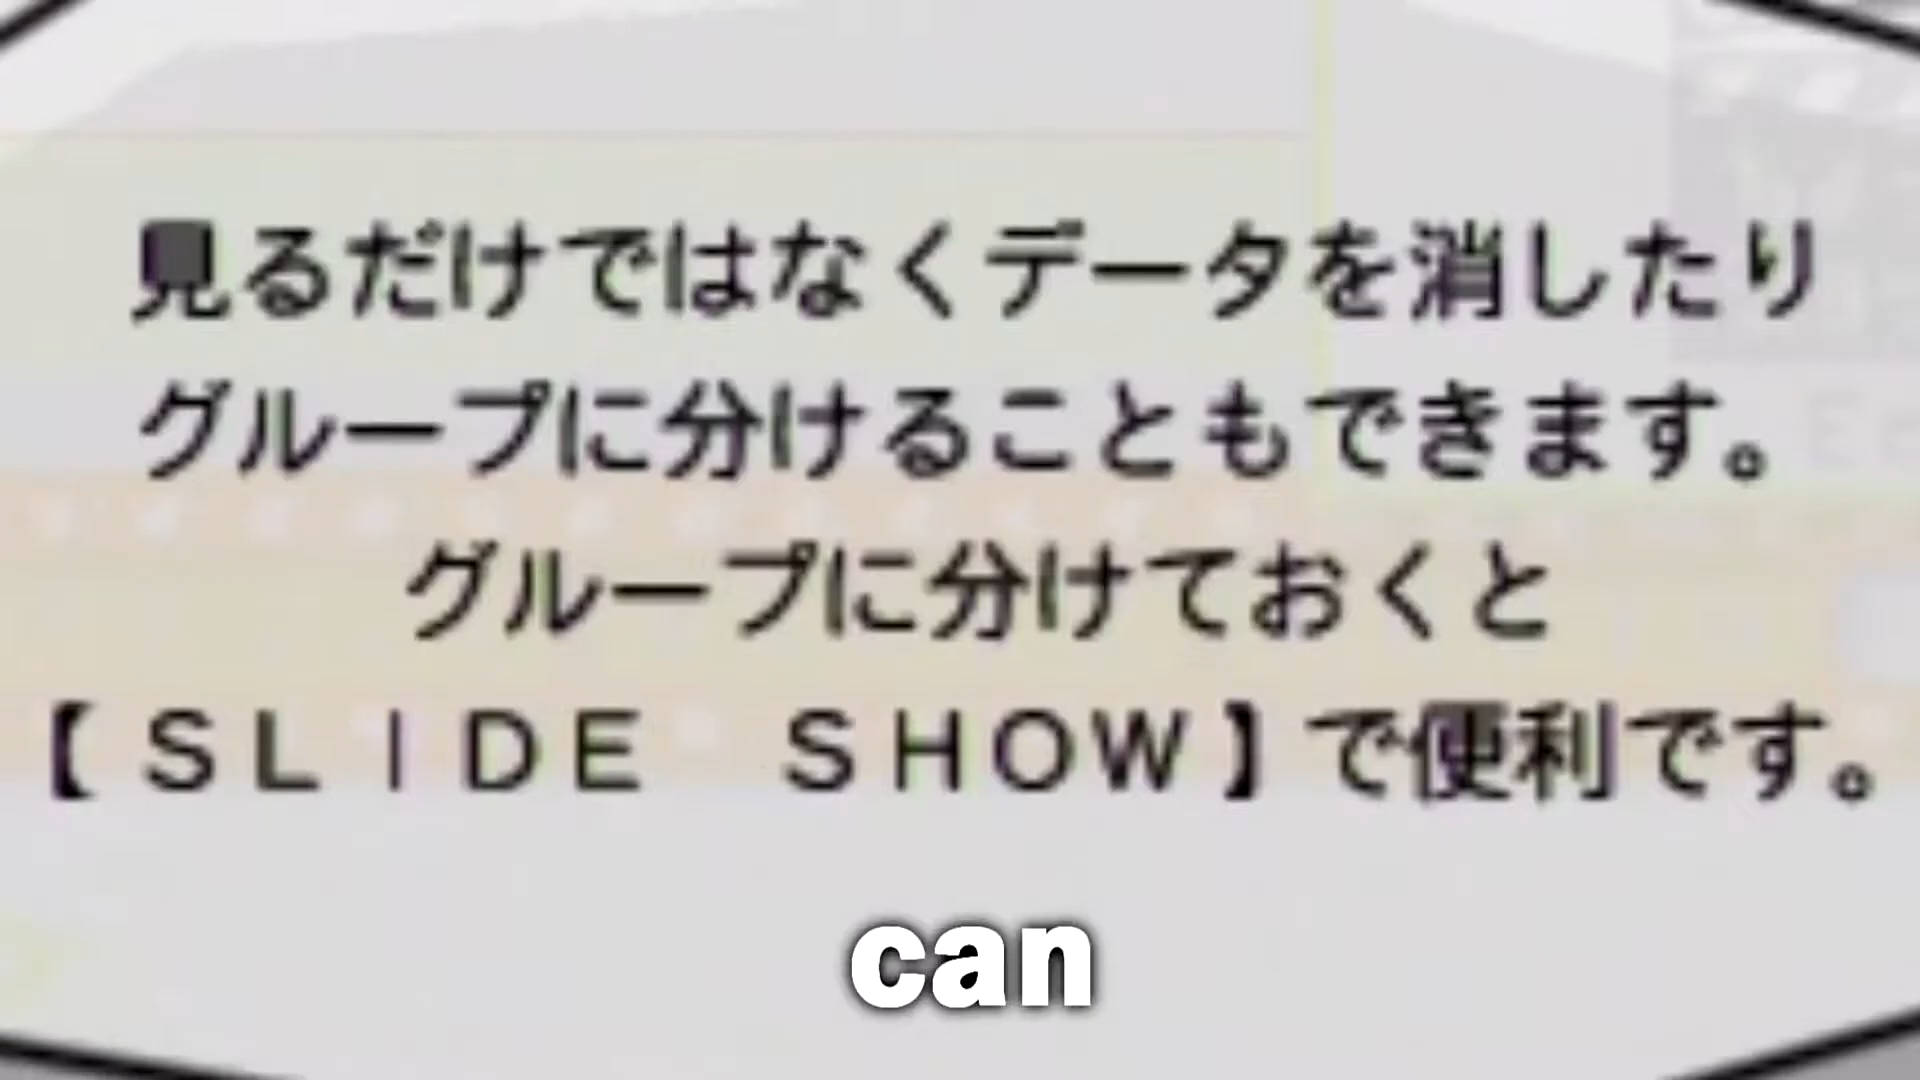 見るだけではなくデータを消したり
グループに分けることもできます。
グループに分けておくと
【ＳＬＩＤＥ　ＳＨＯＷ】で便利です。
can